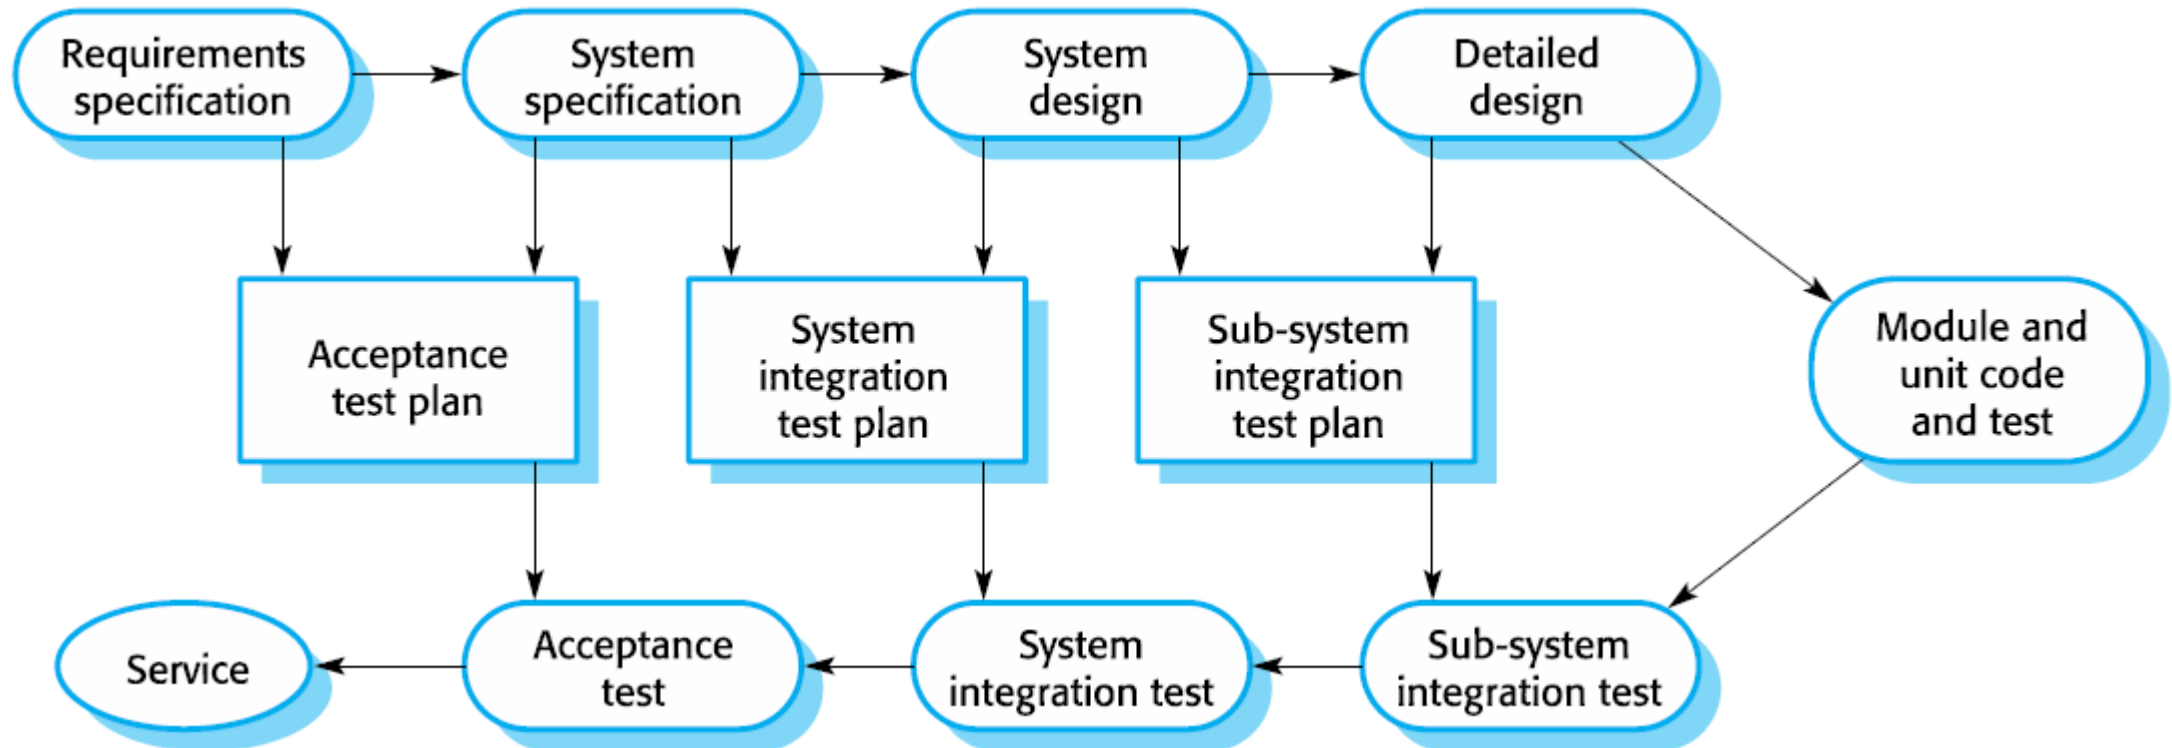 Requirements
specification
System
specification
System
design
Detailed
design
Acceptance
test plan
System
integration
test plan
Sub-system
integration
test plan
Module and
unit code
and test
Service
Acceptance
test
System
integration test
Sub-system
integration test